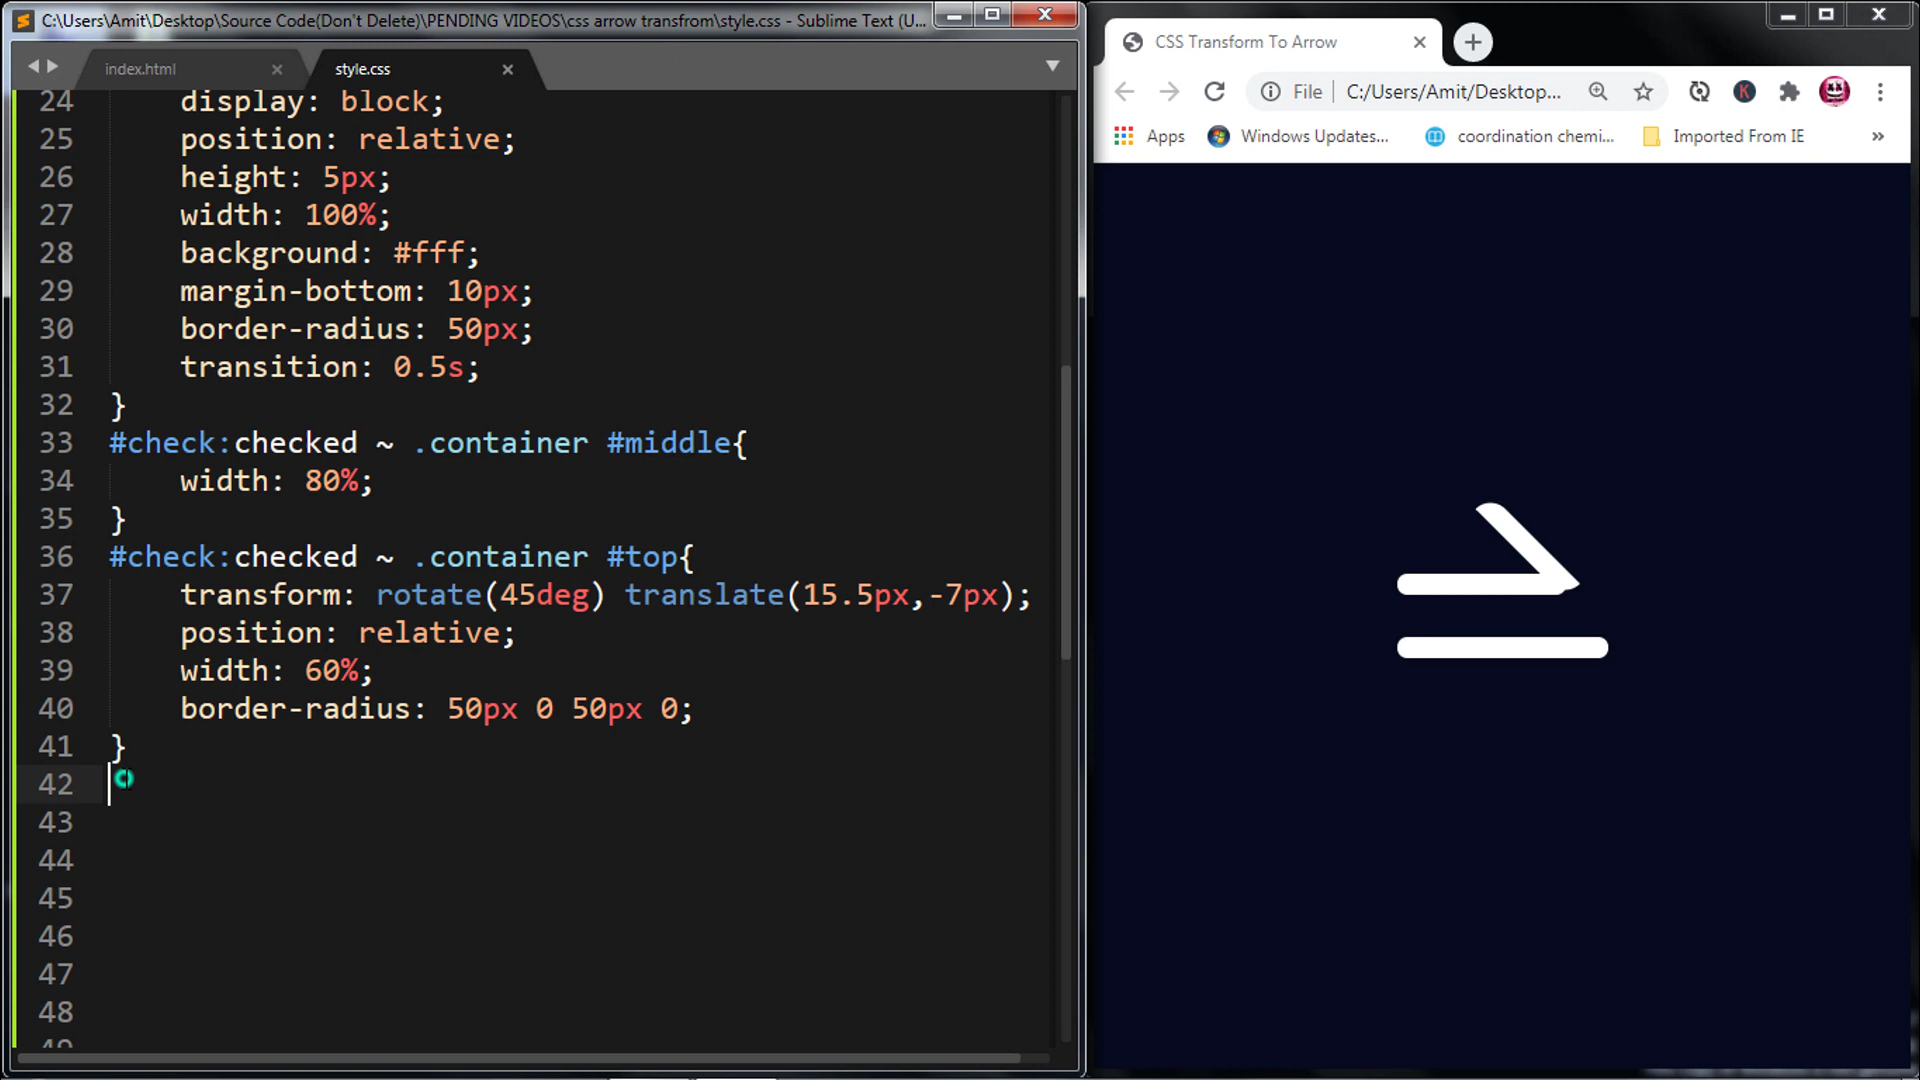 C:\Users\Amit\Desktop\Source Code(Don't Delete)\PENDING VIDEOS\css arrow transfrom\style.css - Sublime Text (U...
index.html
style.css
24 display: block;
25 position: relative;
26 height: 5px;
27 width: 100%;
28 background: #fff;
29 margin-bottom: 10px;
30 border-radius: 50px;
31 transition: 0.5s;
32 }
33 #check:checked ~ .container #middle{
34 width: 80%;
35 }
36 #check:checked ~ .container #top{
37 transform: rotate(45deg) translate(15.5px,-7px);
38 position: relative;
39 width: 60%;
40 border-radius: 50px 0 50px 0;
41 }
42
43
44
45
46
47
48
49
CSS Transform To Arrow
File C:/Users/Amit/Desktop...
K
Apps Windows Updates... coordination chemi... Imported From IE »